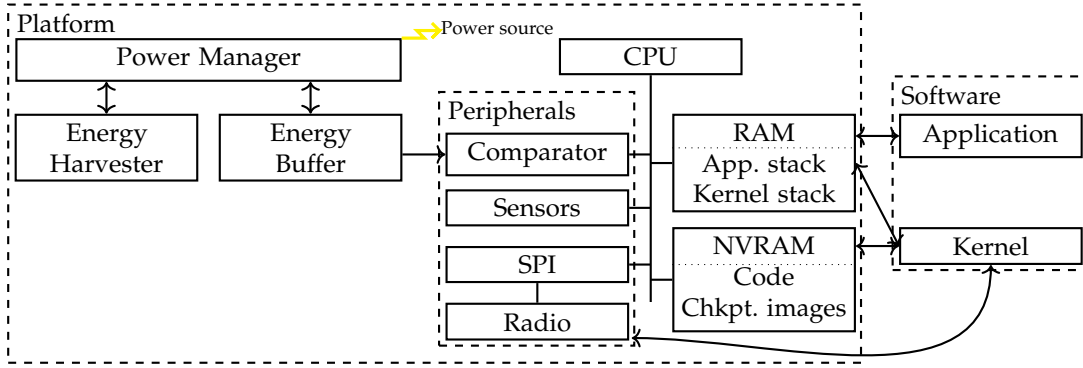 Platform
Power source
Power Manager
CPU
Energy
Harvester
Energy
Buffer
Peripherals
Comparator
Sensors
SPI
Radio
RAM
App. stack
Kernel stack
NVRAM
Code
Chkpt. images
Software
Application
Kernel